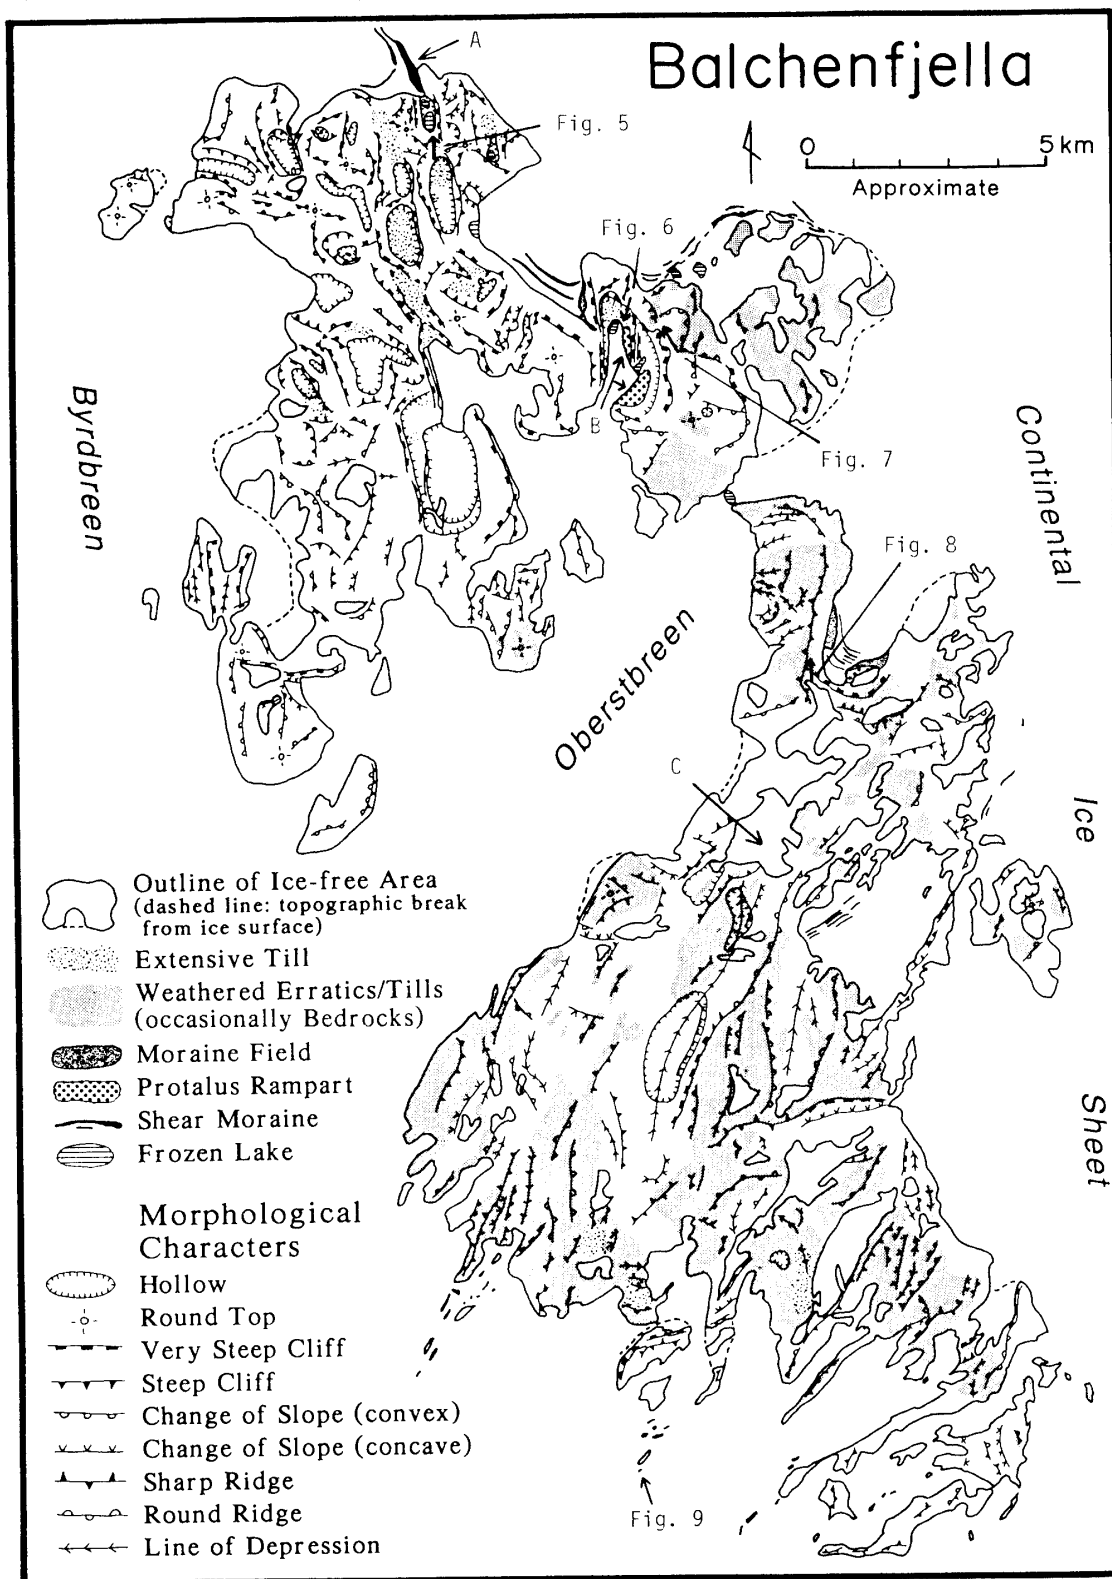 Balchenfjella
A
Fig. 5
0 5 km
Approximate
Fig. 6
B
Fig. 7
Byrdbreen
Continental
Fig. 8
Oberstbreen
C
Ice
Sheet
Outline of Ice-free Area
(dashed line: topographic break
from ice surface)
Extensive Till
Weathered Erratics/Tills
(occasionally Bedrocks)
Moraine Field
Protalus Rampart
Shear Moraine
Frozen Lake
Morphological
Characters
Hollow
Round Top
Very Steep Cliff
Steep Cliff
Change of Slope (convex)
Change of Slope (concave)
Sharp Ridge
Round Ridge
Line of Depression
Fig. 9